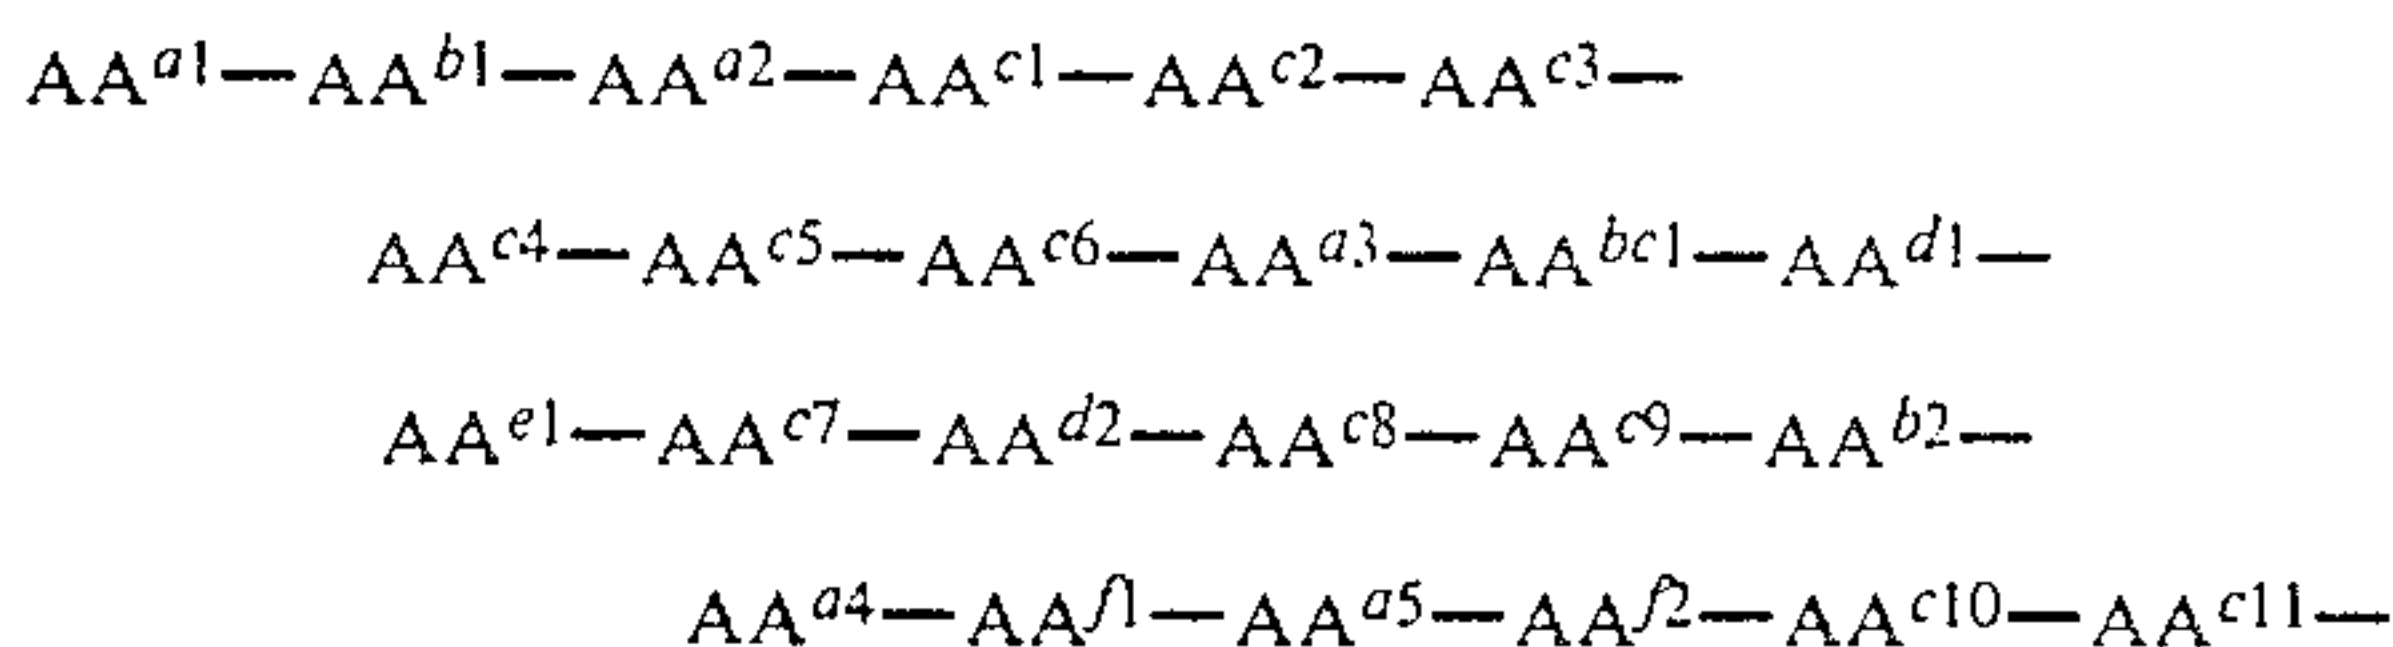 AA^a1—AA^b1—AA^a2—AA^c1—AA^c2—AA^c3—
AA^c4—AA^c5—AA^c6—AA^a3—AA^bc1—AA^d1—
AA^e1—AA^c7—AA^d2—AA^c8—AA^c9—AA^b2—
AA^a4—AA^f1—AA^a5—AA^f2—AA^c10—AA^c11—